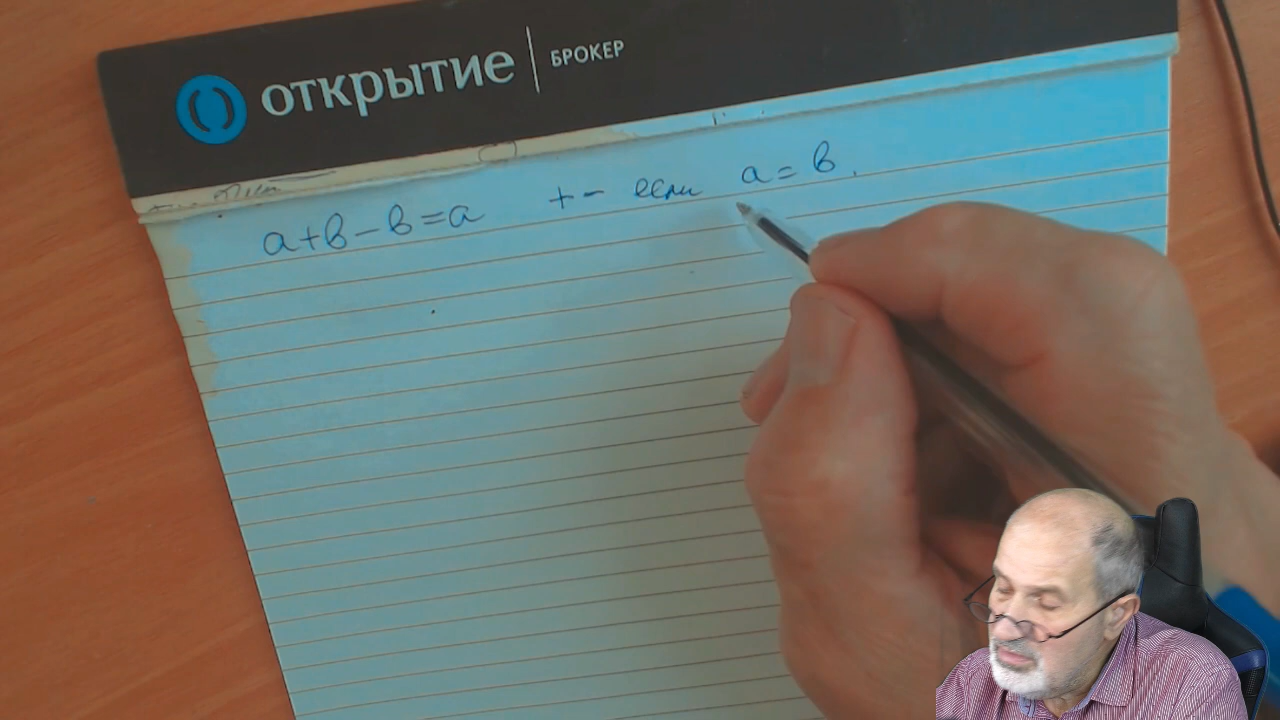 открытие | БРОКЕР
a+в-в=a +- если a=в.